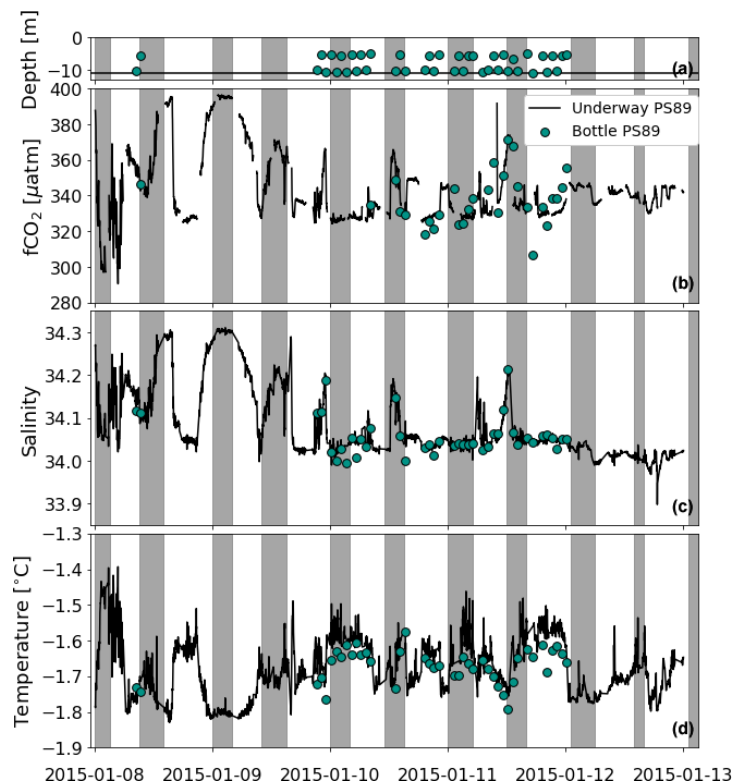 Depth [m]
0
−10
(a)
fCO₂ [μatm]
400
380
360
340
320
300
280
Underway PS89
Bottle PS89
(b)
Salinity
34.3
34.2
34.1
34.0
33.9
(c)
Temperature [°C]
−1.3
−1.4
−1.5
−1.6
−1.7
−1.8
−1.9
(d)
2015-01-08 2015-01-09 2015-01-10 2015-01-11 2015-01-12 2015-01-13